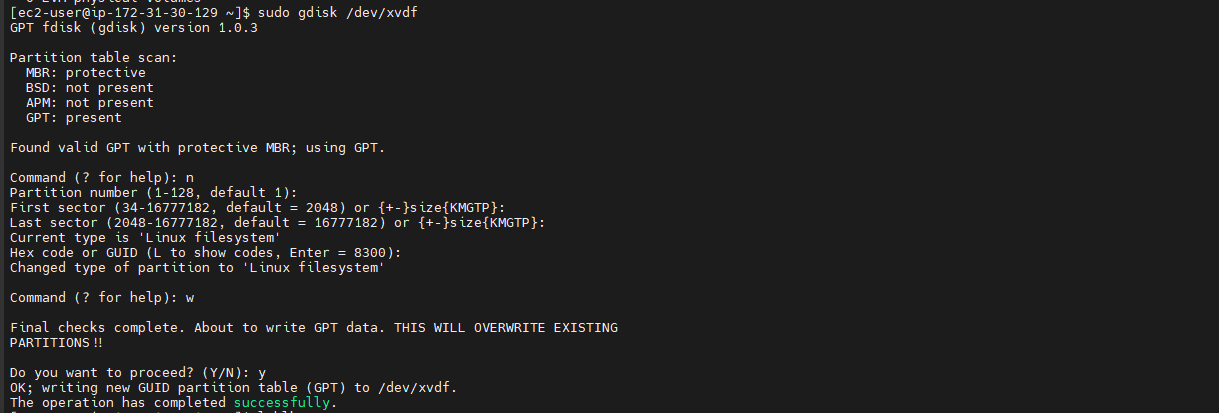 [ec2-user@ip-172-31-30-129 ~]$ sudo gdisk /dev/xvdf
GPT fdisk (gdisk) version 1.0.3
Partition table scan:
  MBR: protective
  BSD: not present
  APM: not present
  GPT: present
Found valid GPT with protective MBR; using GPT.
Command (? for help): n
Partition number (1-128, default 1):
First sector (34-16777182, default = 2048) or {+-}size{KMGTP}:
Last sector (2048-16777182, default = 16777182) or {+-}size{KMGTP}:
Current type is 'Linux filesystem'
Hex code or GUID (L to show codes, Enter = 8300):
Changed type of partition to 'Linux filesystem'
Command (? for help): w
Final checks complete. About to write GPT data. THIS WILL OVERWRITE EXISTING
PARTITIONS!!
Do you want to proceed? (Y/N): y
OK; writing new GUID partition table (GPT) to /dev/xvdf.
The operation has completed successfully.